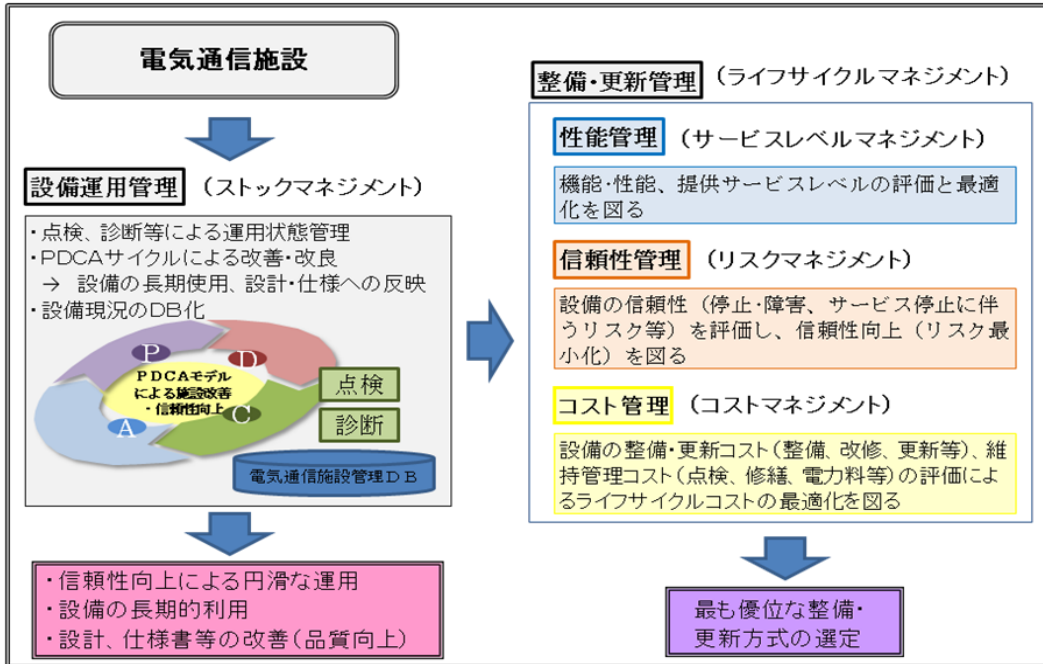 電気通信施設
設備運用管理 (ストックマネジメント)
・点検、診断等による運用状態管理
・PDCAサイクルによる改善・改良
→ 設備の長期使用、設計・仕様への反映
・設備現況のDB化
P
D
PDCAモデル
による施設改善
・信頼性向上
A
C
点検
診断
電気通信施設管理DB
・信頼性向上による円滑な運用
・設備の長期的利用
・設計、仕様書等の改善(品質向上)
整備・更新管理 (ライフサイクルマネジメント)
性能管理 (サービスレベルマネジメント)
機能・性能、提供サービスレベルの評価と最適
化を図る
信頼性管理 (リスクマネジメント)
設備の信頼性(停止・障害、サービス停止に伴
うリスク等)を評価し、信頼性向上(リスク最
小化)を図る
コスト管理 (コストマネジメント)
設備の整備・更新コスト(整備、改修、更新等)、維
持管理コスト(点検、修繕、電力料等)の評価によ
るライフサイクルコストの最適化を図る
最も優位な整備・
更新方式の選定